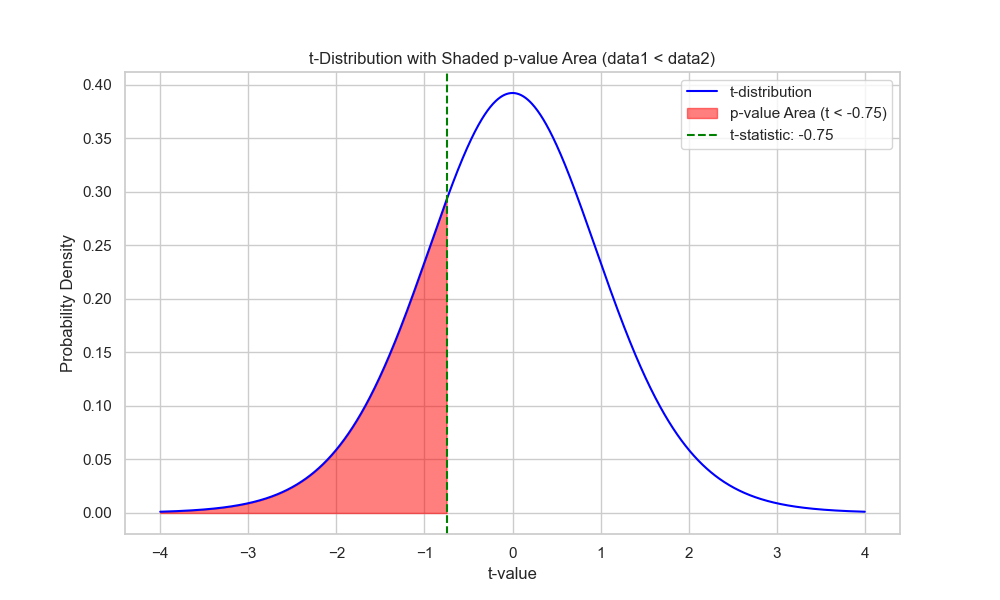 t-Distribution with Shaded p-value Area (data1 < data2)
t-distribution
p-value Area (t < -0.75)
t-statistic: -0.75
Probability Density
0.40
0.35
0.30
0.25
0.20
0.15
0.10
0.05
0.00
−4 −3 −2 −1 0 1 2 3 4
t-value